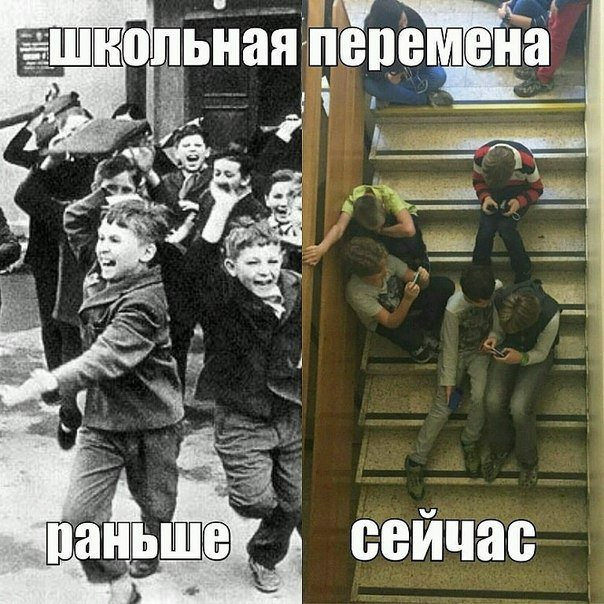 школьная перемена
раньше
сейчас